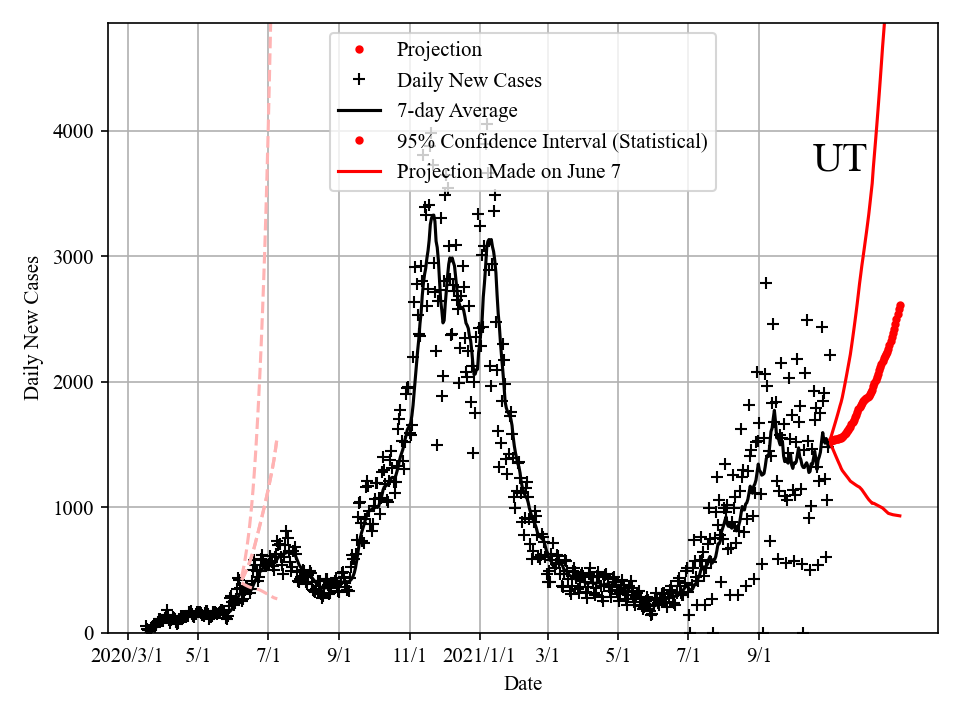 Projection
Daily New Cases
7-day Average
95% Confidence Interval (Statistical)
Projection Made on June 7
UT
4000
3000
2000
1000
0
Daily New Cases
2020/3/1 5/1 7/1 9/1 11/1 2021/1/1 3/1 5/1 7/1 9/1
Date